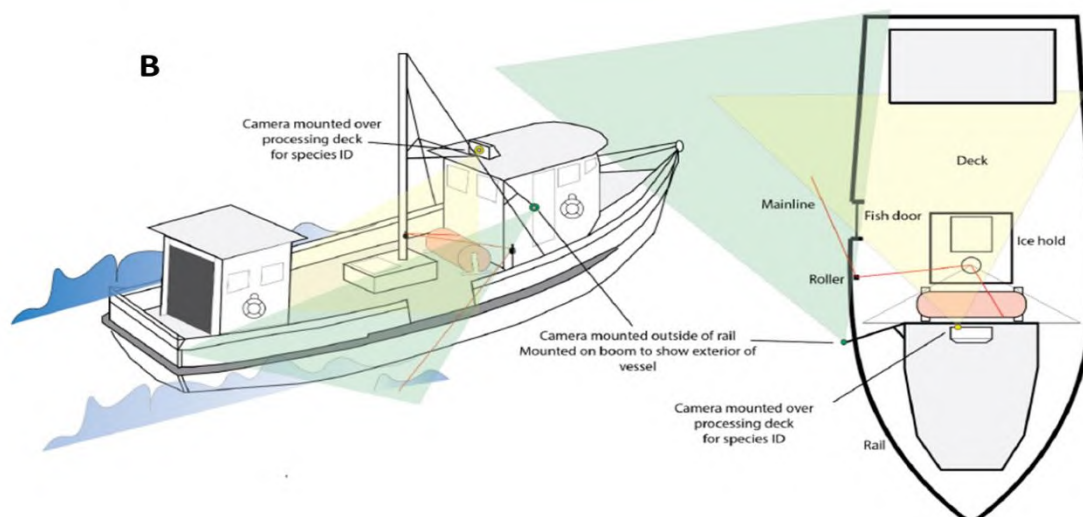 B
Camera mounted over
processing deck
for species ID
Deck
Mainline
Fish door
Ice hold
Roller
Camera mounted outside of rail
Mounted on boom to show exterior of
vessel
Camera mounted over
processing deck
for species ID
Rail